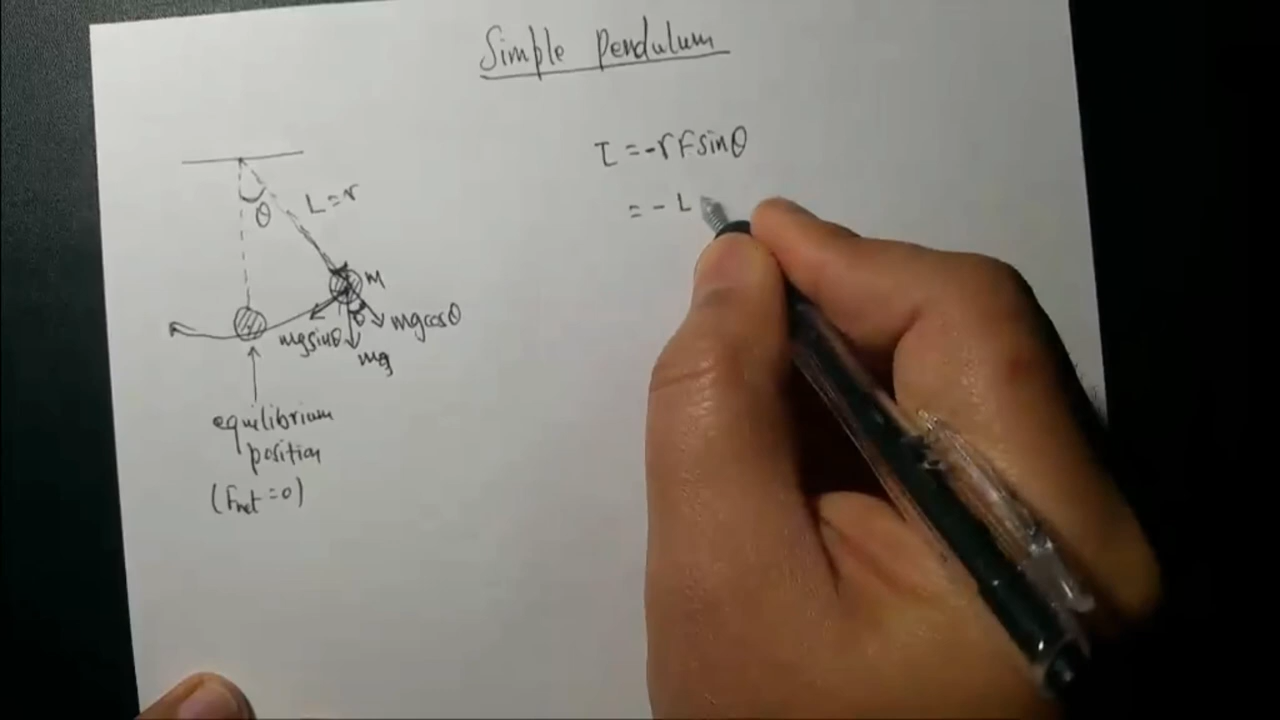 Simple Pendulum
τ = -rFsinθ
= - L
θ
L = r
m
mgsinθ
θ
mgcosθ
mg
equilibrium
position
(Fnet = 0)